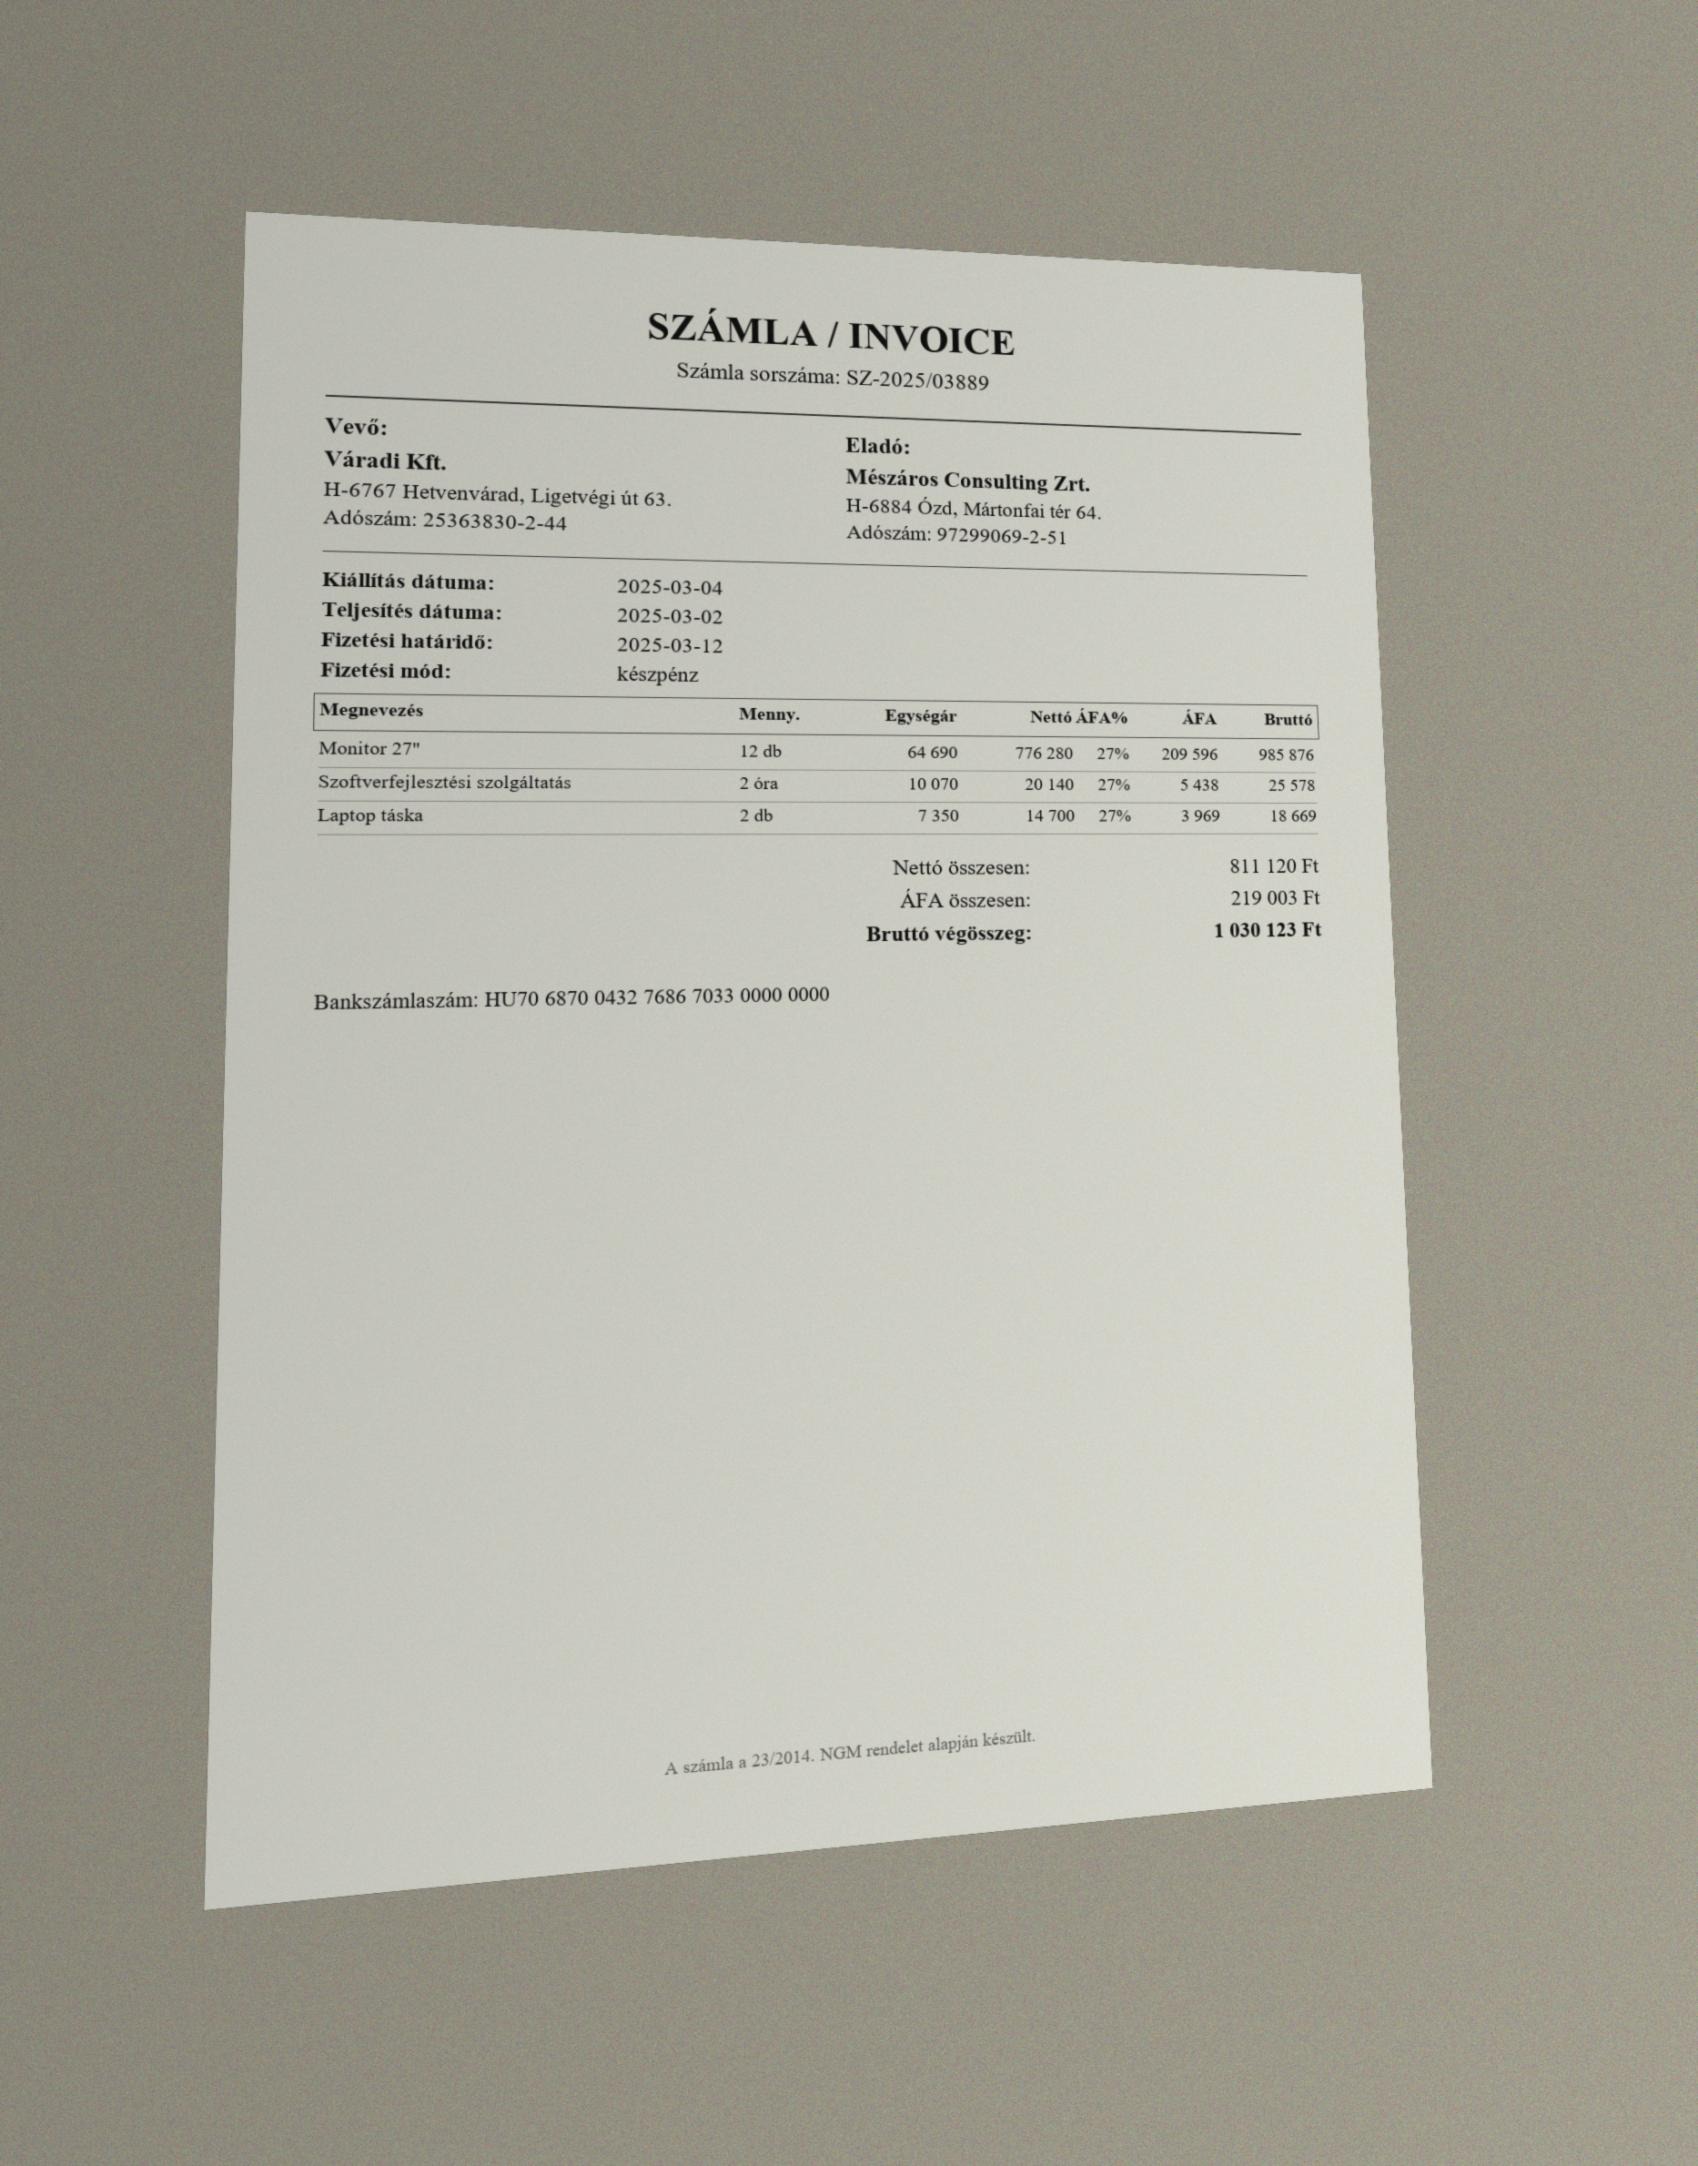 SZÁMLA / INVOICE
Számla sorszáma: SZ-2025/03889
Vevő:
Váradi Kft.
H-6767 Hetvenvárad, Ligetvégi út 63.
Adószám: 25363830-2-44
Eladó:
Mészáros Consulting Zrt.
H-6884 Ózd, Mártonfai tér 64.
Adószám: 97299069-2-51
Kiállítás dátuma: 2025-03-04
Teljesítés dátuma: 2025-03-02
Fizetési határidő: 2025-03-12
Fizetési mód: készpénz
Megnevezés Menny. Egységár Nettó ÁFA% ÁFA Bruttó
Monitor 27" 12 db 64 690 776 280 27% 209 596 985 876
Szoftverfejlesztési szolgáltatás 2 óra 10 070 20 140 27% 5 438 25 578
Laptop táska 2 db 7 350 14 700 27% 3 969 18 669
Nettó összesen: 811 120 Ft
ÁFA összesen: 219 003 Ft
Bruttó végösszeg: 1 030 123 Ft
Bankszámlaszám: HU70 6870 0432 7686 7033 0000 0000
A számla a 23/2014. NGM rendelet alapján készült.